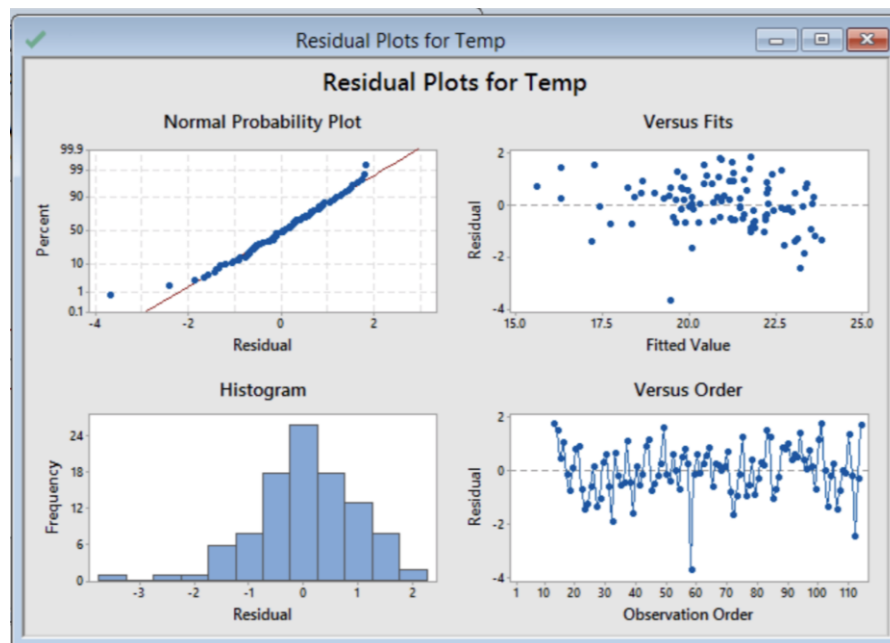 Residual Plots for Temp
Residual Plots for Temp
Normal Probability Plot
99.9
99
90
50
10
1
0.1
Percent
-4 -2 0 2
Residual
Versus Fits
2
0
-2
-4
Residual
15.0 17.5 20.0 22.5 25.0
Fitted Value
Histogram
24
18
12
6
0
Frequency
-3 -2 -1 0 1 2
Residual
Versus Order
2
0
-2
-4
Residual
1 10 20 30 40 50 60 70 80 90 100 110
Observation Order